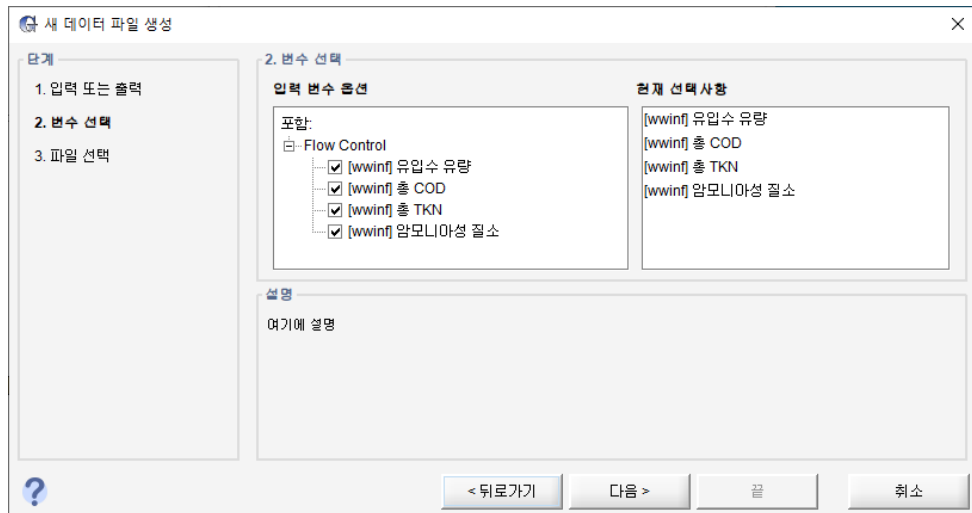 새 데이터 파일 생성
단계
1. 입력 또는 출력
2. 변수 선택
3. 파일 선택
2. 변수 선택
입력 변수 옵션
포함:
Flow Control
[wwinf] 유입수 유량
[wwinf] 총 COD
[wwinf] 총 TKN
[wwinf] 암모니아성 질소
현재 선택사항
[wwinf] 유입수 유량
[wwinf] 총 COD
[wwinf] 총 TKN
[wwinf] 암모니아성 질소
설명
여기에 설명
< 뒤로가기
다음 >
끝
취소